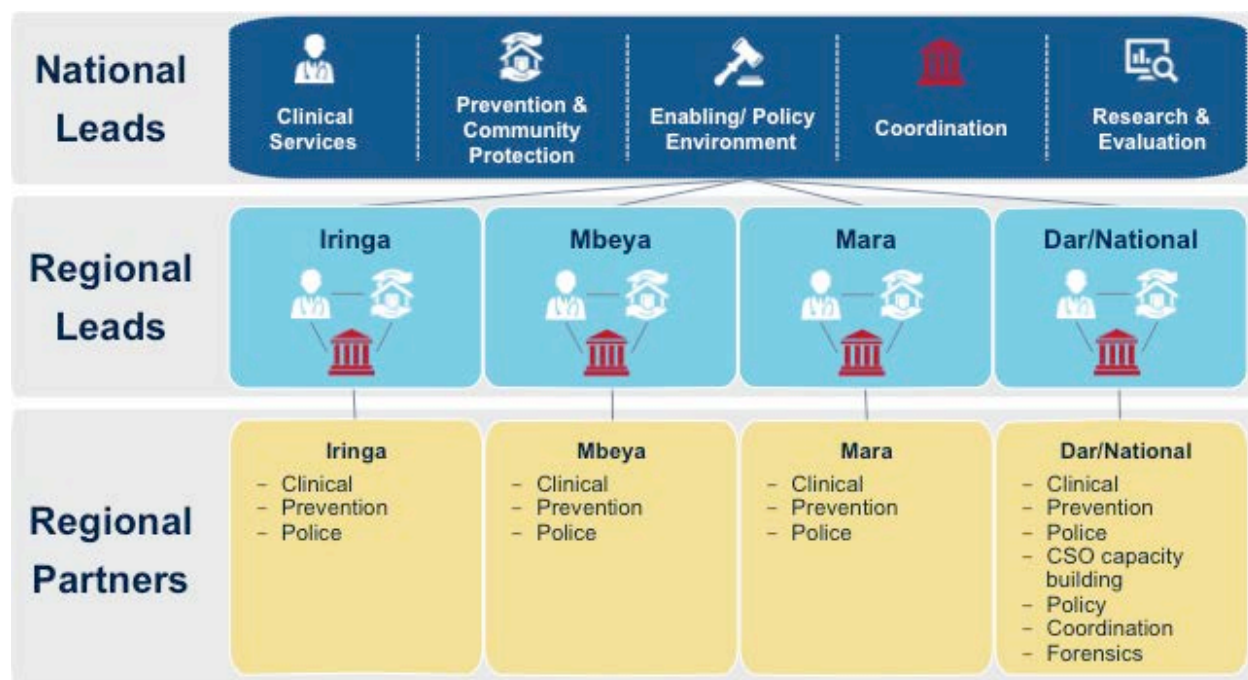 National
Leads
Clinical
Services
Prevention &
Community
Protection
Enabling/ Policy
Environment
Coordination
Research &
Evaluation
Regional
Leads
Iringa
Mbeya
Mara
Dar/National
Regional
Partners
Iringa
– Clinical
– Prevention
– Police
Mbeya
– Clinical
– Prevention
– Police
Mara
– Clinical
– Prevention
– Police
Dar/National
– Clinical
– Prevention
– Police
– CSO capacity
building
– Policy
– Coordination
– Forensics